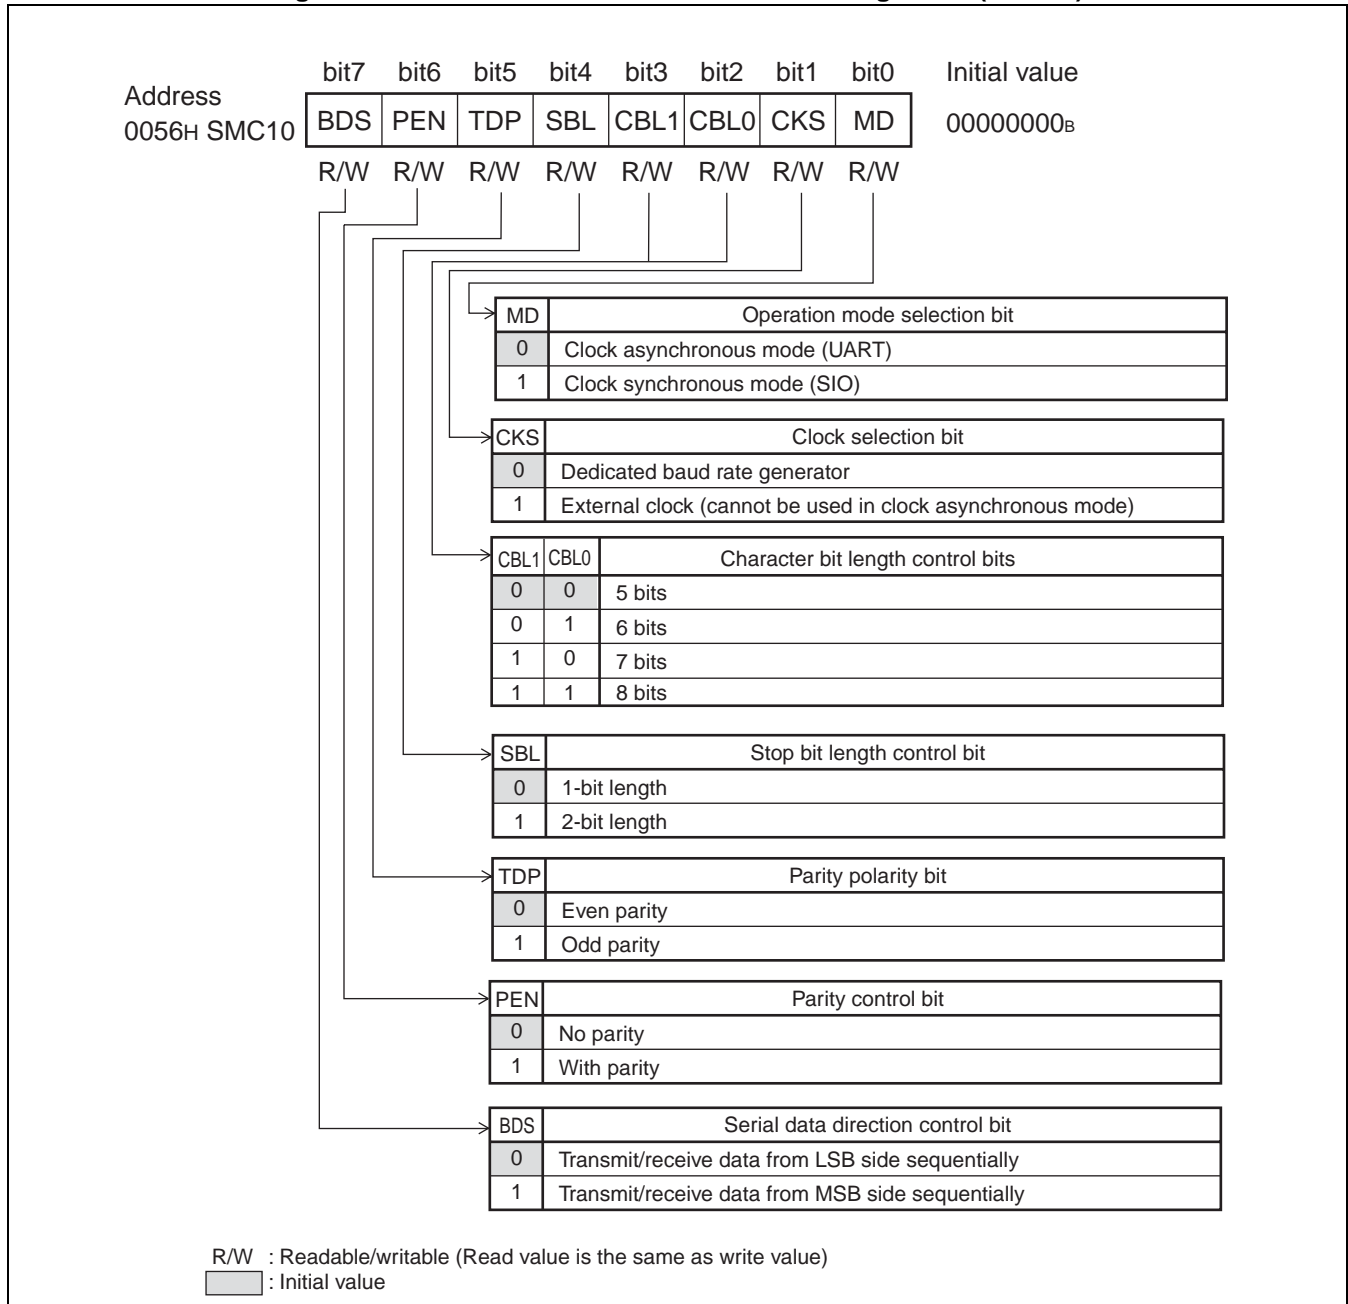 bit7 bit6 bit5 bit4 bit3 bit2 bit1 bit0 Initial value
Address
0056H SMC10 BDS PEN TDP SBL CBL1 CBL0 CKS MD 00000000B
R/W R/W R/W R/W R/W R/W R/W R/W
MD Operation mode selection bit
0 Clock asynchronous mode (UART)
1 Clock synchronous mode (SIO)
CKS Clock selection bit
0 Dedicated baud rate generator
1 External clock (cannot be used in clock asynchronous mode)
CBL1 CBL0 Character bit length control bits
0 0 5 bits
0 1 6 bits
1 0 7 bits
1 1 8 bits
SBL Stop bit length control bit
0 1-bit length
1 2-bit length
TDP Parity polarity bit
0 Even parity
1 Odd parity
PEN Parity control bit
0 No parity
1 With parity
BDS Serial data direction control bit
0 Transmit/receive data from LSB side sequentially
1 Transmit/receive data from MSB side sequentially
R/W : Readable/writable (Read value is the same as write value)
: Initial value